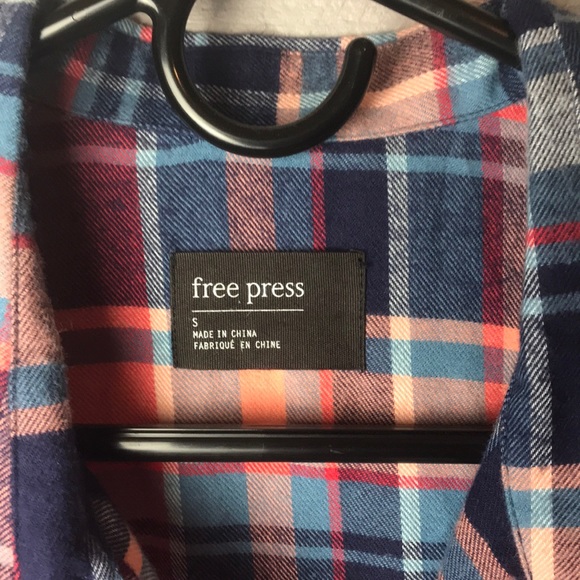 free press
S
MADE IN CHINA
FABRIQUÉ EN CHINE